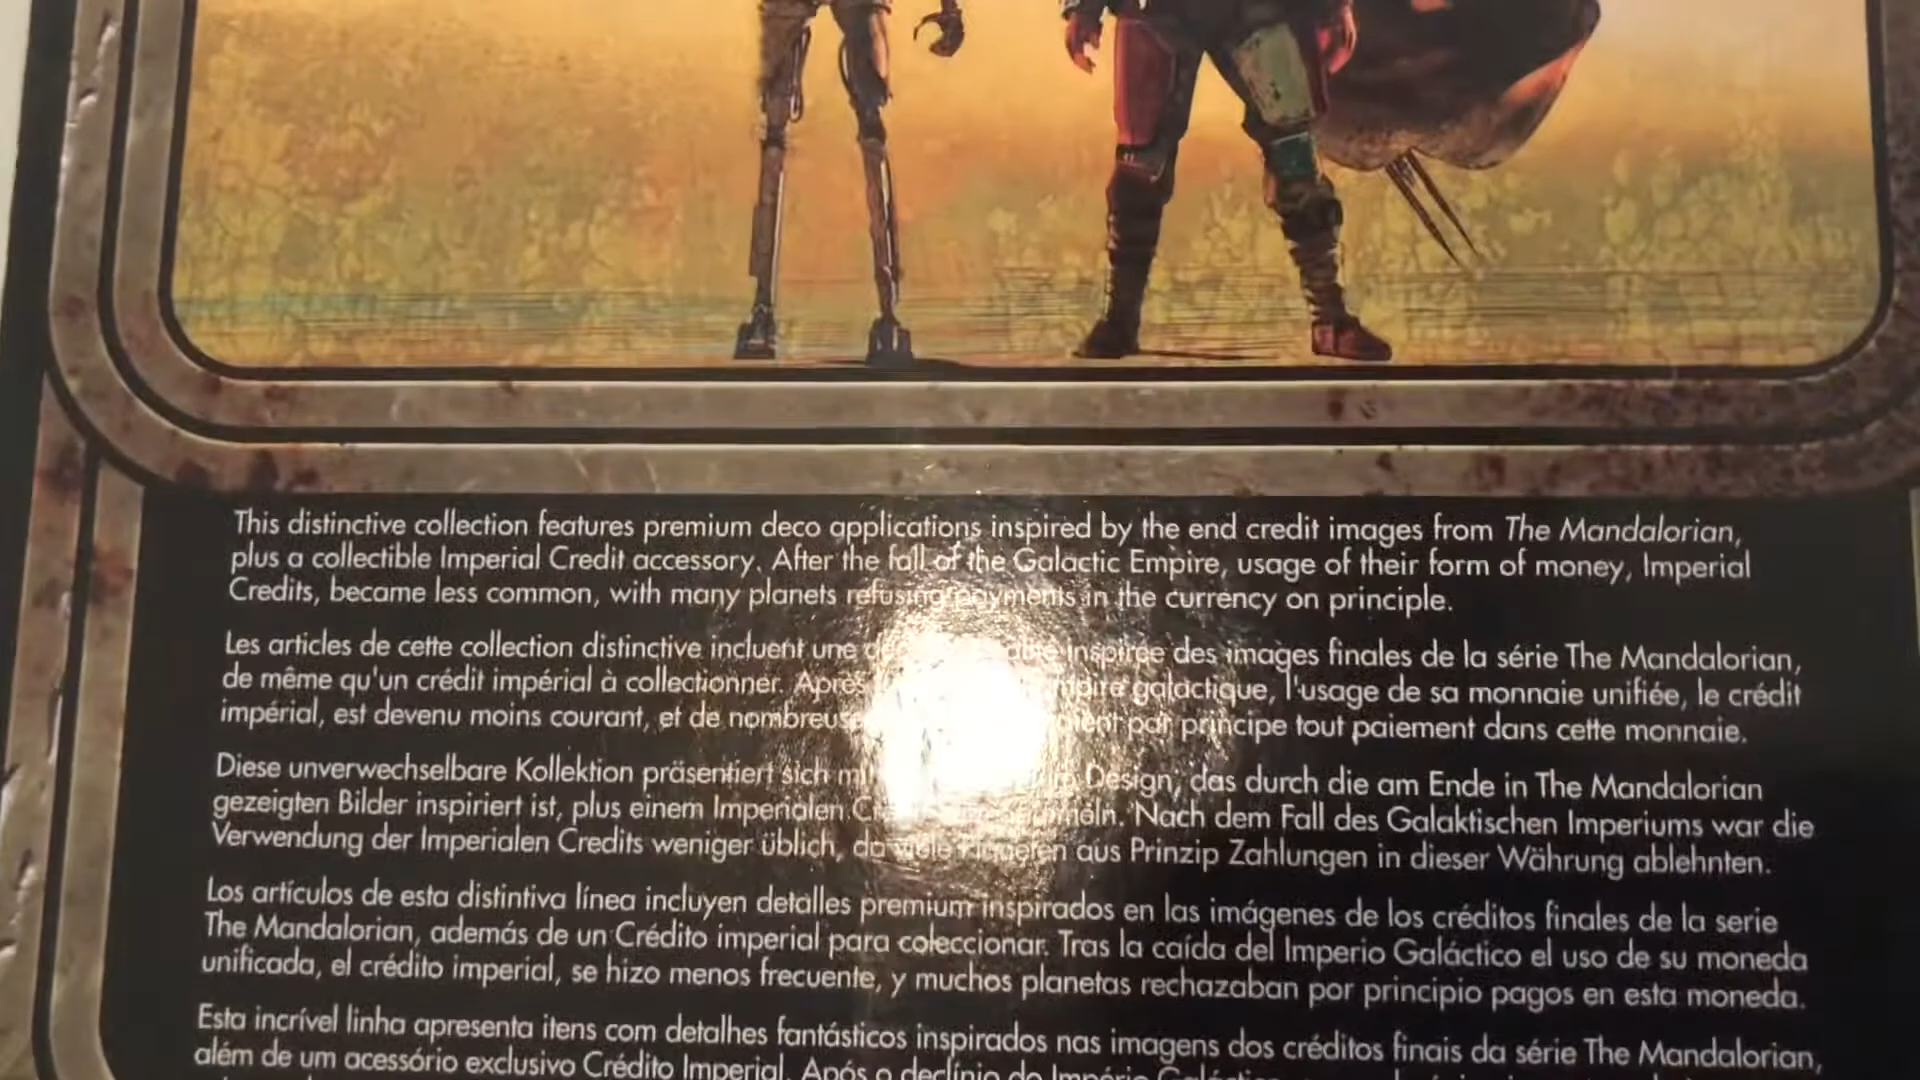 This distinctive collection features premium deco applications inspired by the end credit images from The Mandalorian,
plus a collectible Imperial Credit accessory. After the fall of the Galactic Empire, usage of their form of money, Imperial
Credits, became less common, with many planets refusing payments in the currency on principle.
Les articles de cette collection distinctive incluent une inspirée des images finales de la série The Mandalorian,
de même qu'un crédit impérial à collectionner. Après galactique, l'usage de sa monnaie unifiée, le crédit
impérial, est devenu moins courant, et de par principe tout paiement dans cette monnaie.
Diese unverwechselbare Kollektion präsentiert sich Design, das durch die am Ende in The Mandalorian
gezeigten Bilder inspiriert ist, plus einem Imperialen Nach dem Fall des Galaktischen Imperiums war die
Verwendung der Imperialen Credits weniger üblich, da viele aus Prinzip Zahlungen in dieser Währung ablehnten.
Los artículos de esta distintiva línea incluyen detalles premium inspirados en las imágenes de los créditos finales de la serie
The Mandalorian, además de un Crédito imperial para coleccionar. Tras la caída del Imperio Galáctico el uso de su moneda
unificada, el crédito imperial, se hizo menos frecuente, y muchos planetas rechazaban por principio pagos en esta moneda.
Esta incrível linha apresenta itens com detalhes fantásticos inspirados nas imagens dos créditos finais da série The Mandalorian,
além de um acessório exclusivo Crédito Imperial. Após o declínio do Império